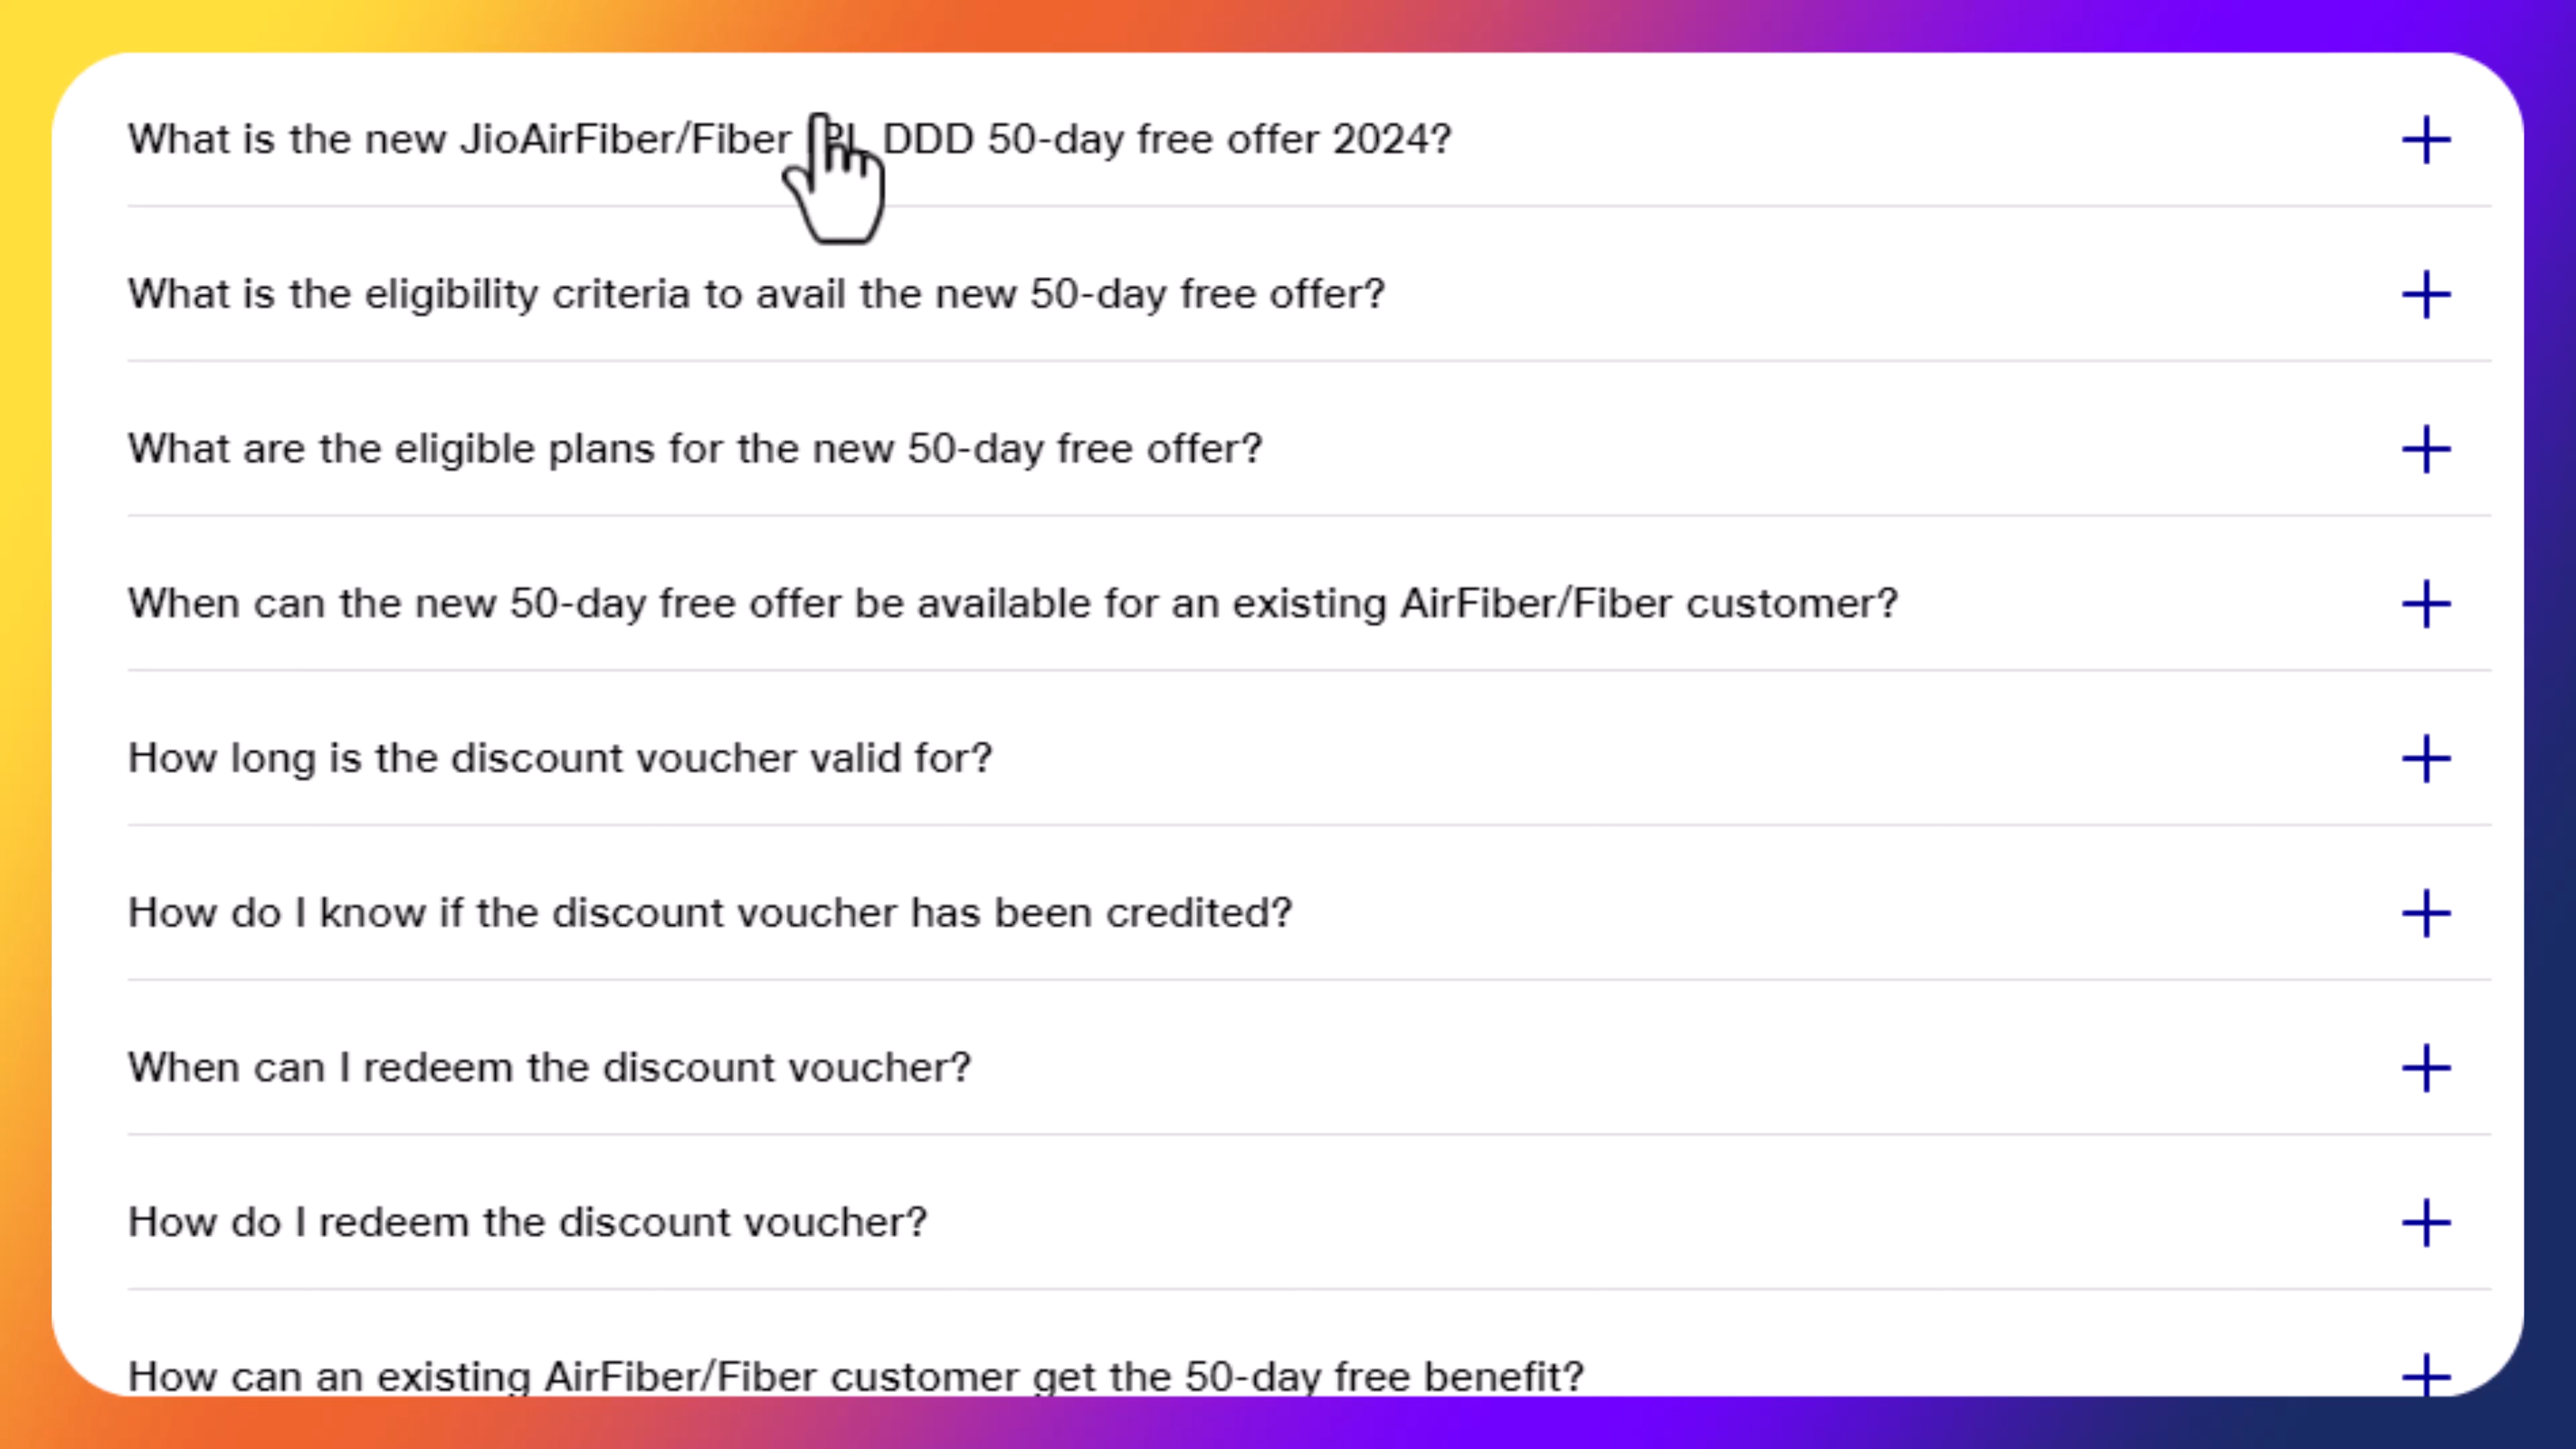 What is the new JioAirFiber/Fiber DDD 50-day free offer 2024?
What is the eligibility criteria to avail the new 50-day free offer?
What are the eligible plans for the new 50-day free offer?
When can the new 50-day free offer be available for an existing AirFiber/Fiber customer?
How long is the discount voucher valid for?
How do I know if the discount voucher has been credited?
When can I redeem the discount voucher?
How do I redeem the discount voucher?
How can an existing AirFiber/Fiber customer get the 50-day free benefit?